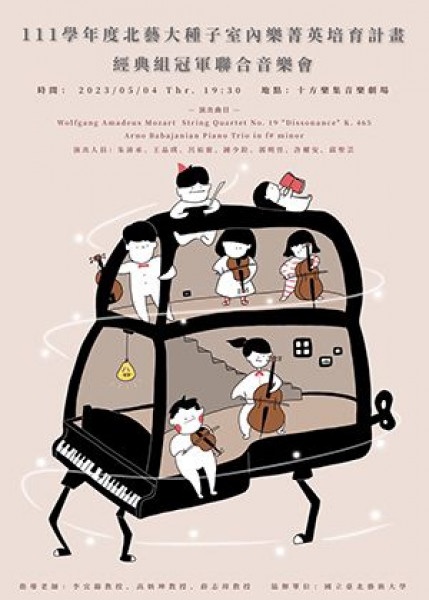 111學年度北藝大種子室內樂菁英培育計畫
經典組冠軍聯合音樂會
時間： 2023/05/04 Thr. 19:30 地點：十方樂集音樂劇場
— 演出曲目 —
Wolfgang Amadeus Mozart String Quartet No. 19 "Dissonance" K. 465
Arno Babajanian Piano Trio in f# minor
演出人員：
指導老師： 協辦單位：國立臺北藝術大學